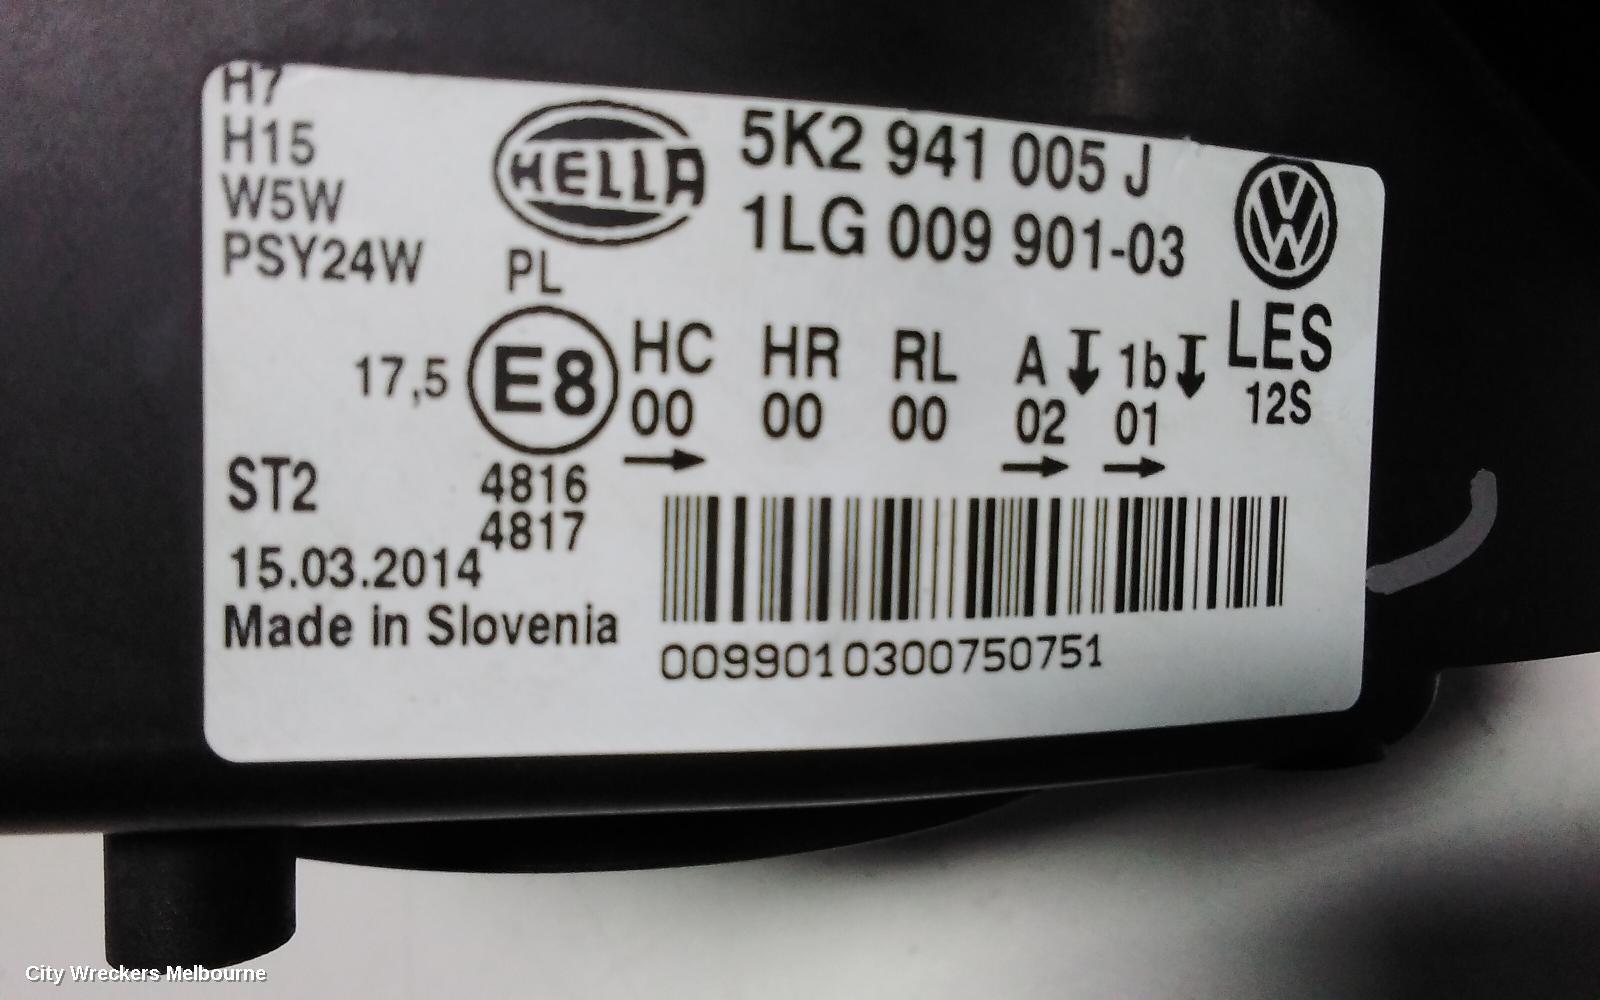 H7
H15
W5W
PSY24W
HELLA
5K2 941 005 J
1LG 009 901-03
PL
17,5
E8
HC HR RL A 1b
00 00 00 02 01
LES
12S
ST2
4816
4817
15.03.2014
Made in Slovenia
0099010300750751
City Wreckers Melbourne